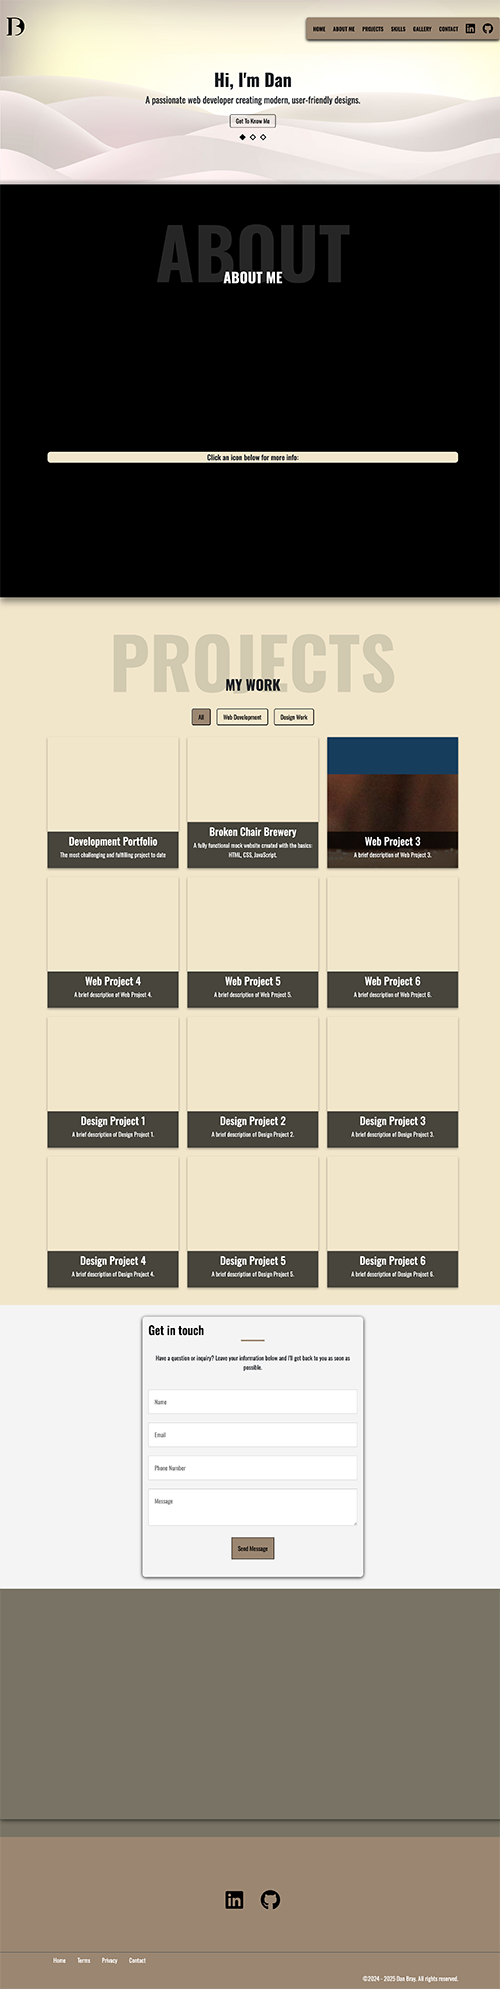 D
HOME ABOUT ME PROJECTS SKILLS GALLERY CONTACT in
Hi, I'm Dan
A passionate web developer creating modern, user-friendly designs.
Get To Know Me
ABOUT
ABOUT ME
Click an icon below for more info:
PROJECTS
MY WORK
All Web Development Design Work
Development Portfolio
The most challenging and fulfilling project to date
Broken Chair Brewery
A fully functional mock website created with the basics:
HTML, CSS, JavaScript.
Web Project 3
A brief description of Web Project 3.
Web Project 4
A brief description of Web Project 4.
Web Project 5
A brief description of Web Project 5.
Web Project 6
A brief description of Web Project 6.
Design Project 1
A brief description of Design Project 1.
Design Project 2
A brief description of Design Project 2.
Design Project 3
A brief description of Design Project 3.
Design Project 4
A brief description of Design Project 4.
Design Project 5
A brief description of Design Project 5.
Design Project 6
A brief description of Design Project 6.
Get in touch
Have a question or inquiry? Leave your information below and I'll get back to you as soon as
possible.
Name
Email
Phone Number
Message
Send Message
in
Home Terms Privacy Contact
©2024 - 2025 Dan Bray, All rights reserved.